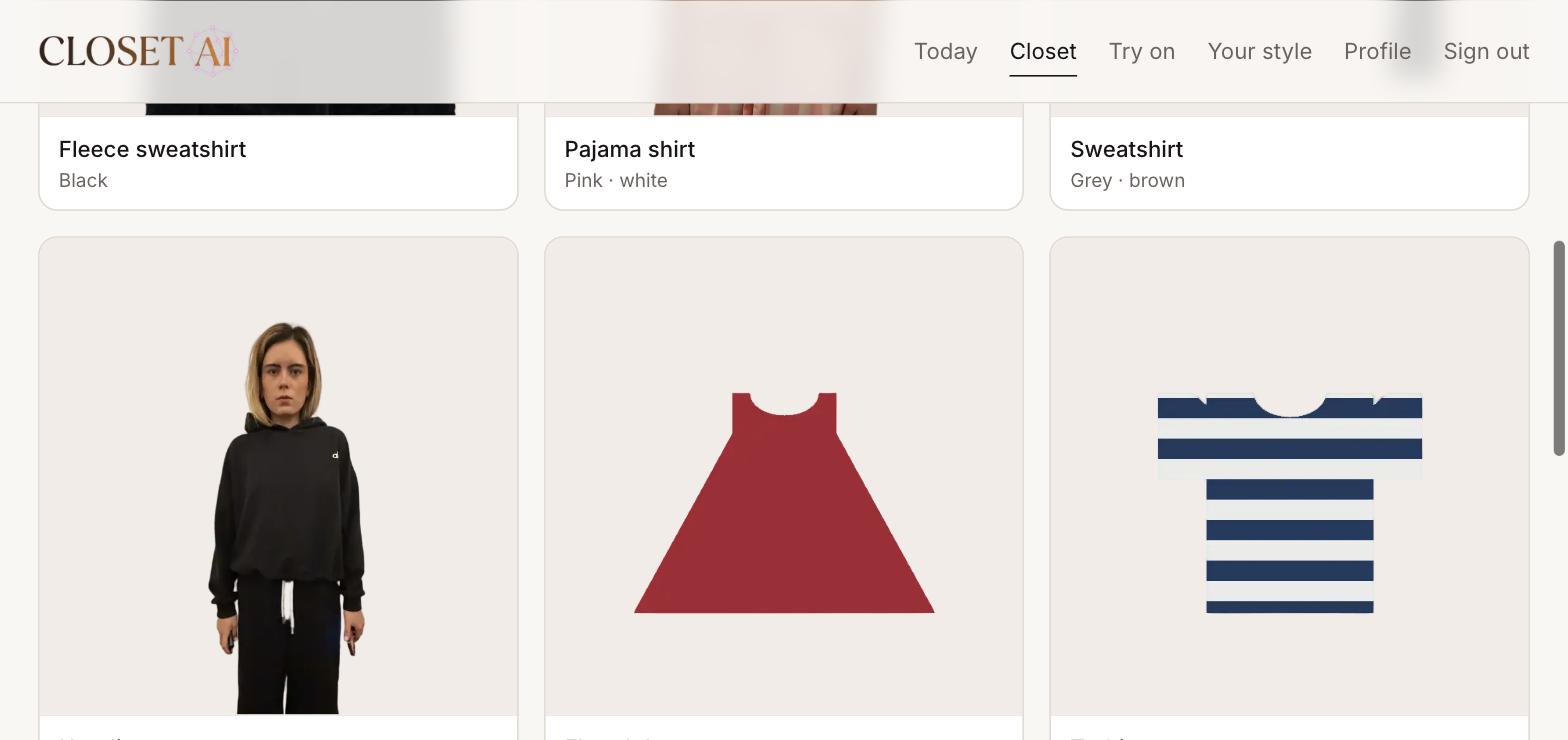 CLOSET AI
Today Closet Try on Your style Profile Sign out
Fleece sweatshirt
Black
Pajama shirt
Pink · white
Sweatshirt
Grey · brown